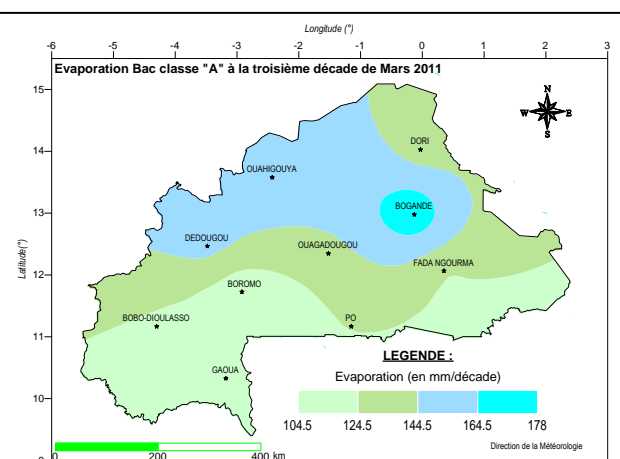 Longitude (°)
-6 -5 -4 -3 -2 -1 0 1 2 3
Evaporation Bac classe "A" à la troisième décade de Mars 2011
15
N
W E
S
DORI
14
OUAHIGOUYA
BOGANDE
13
DEDOUGOU
OUAGADOUGOU
Latitude(°)
FADA NGOURMA
12
BOROMO
BOBO-DIOULASSO
PO
11
LEGENDE :
GAOUA
Evaporation (en mm/décade)
10
104.5 124.5 144.5 164.5 178
Direction de la Météorologie
0 200 400 km